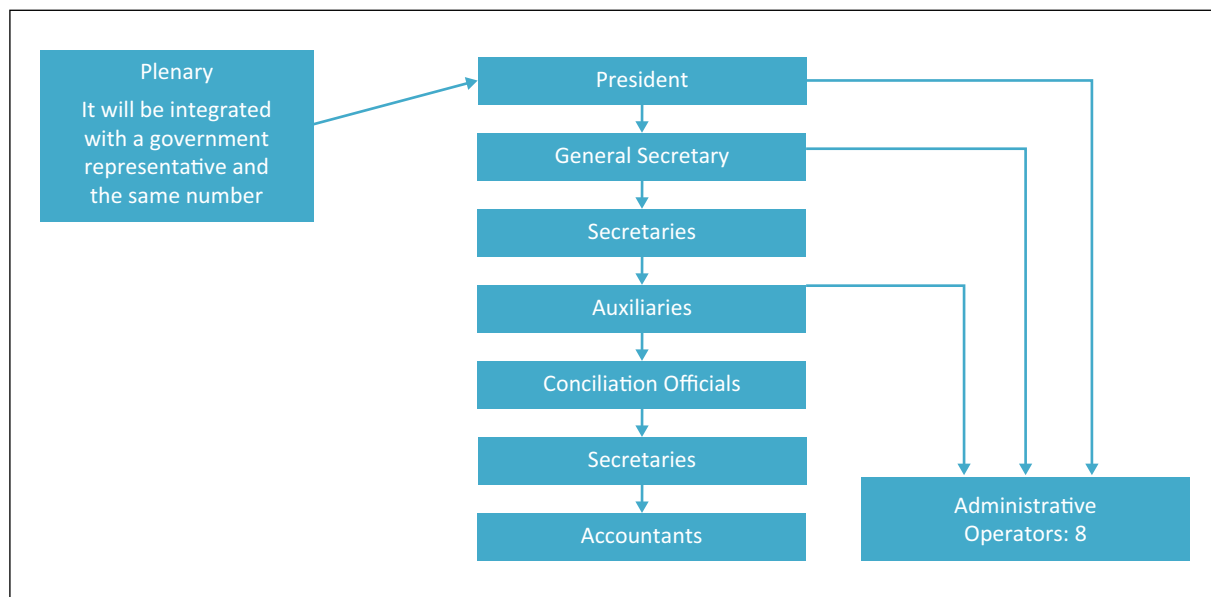 Plenary
It will be integrated
with a government
representative and
the same number
President
General Secretary
Secretaries
Auxiliaries
Conciliation Officials
Secretaries
Accountants
Administrative
Operators: 8